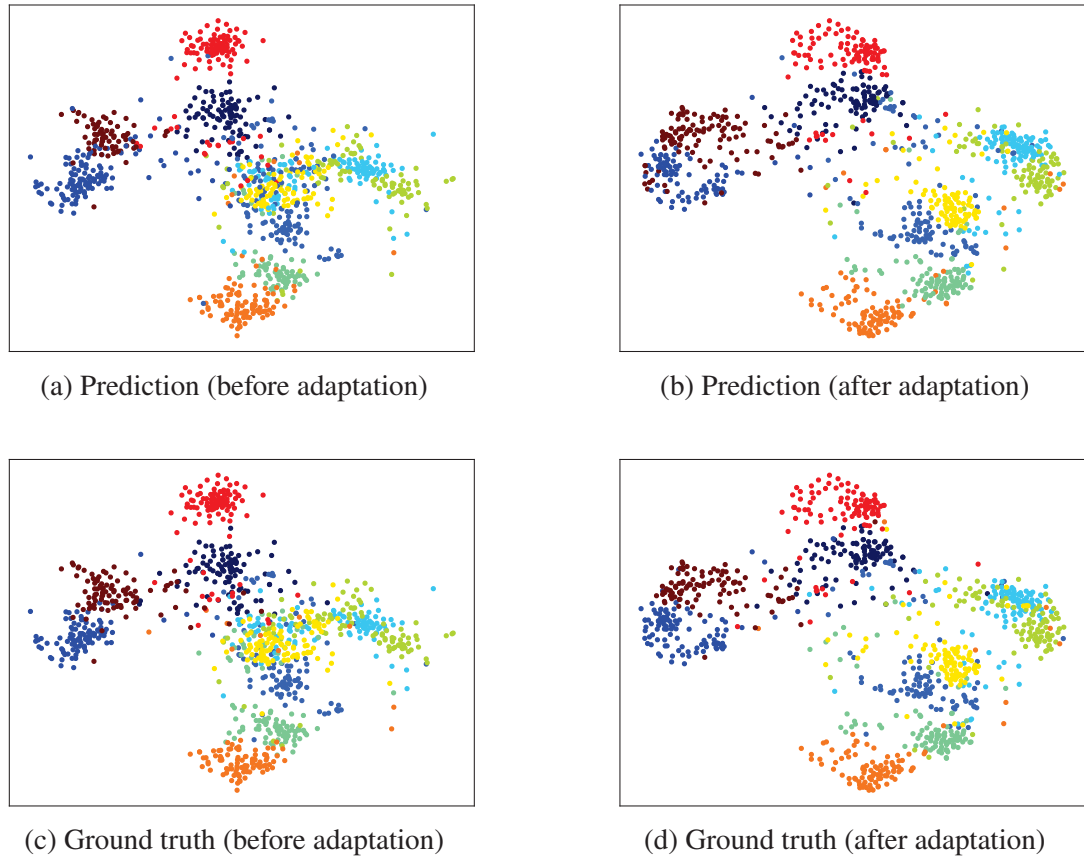 (a) Prediction (before adaptation)
(b) Prediction (after adaptation)
(c) Ground truth (before adaptation)
(d) Ground truth (after adaptation)